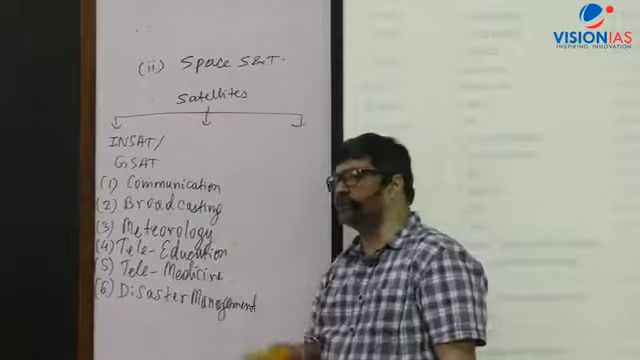 VISIONIAS
INSPIRING INNOVATION
(ii) Space S&T.
Satellites
INSAT/
GSAT
(1) Communication
(2) Broadcasting
(3) Meteorology
(4) Tele-Education
(5) Tele-Medicine
(6) Disaster Management